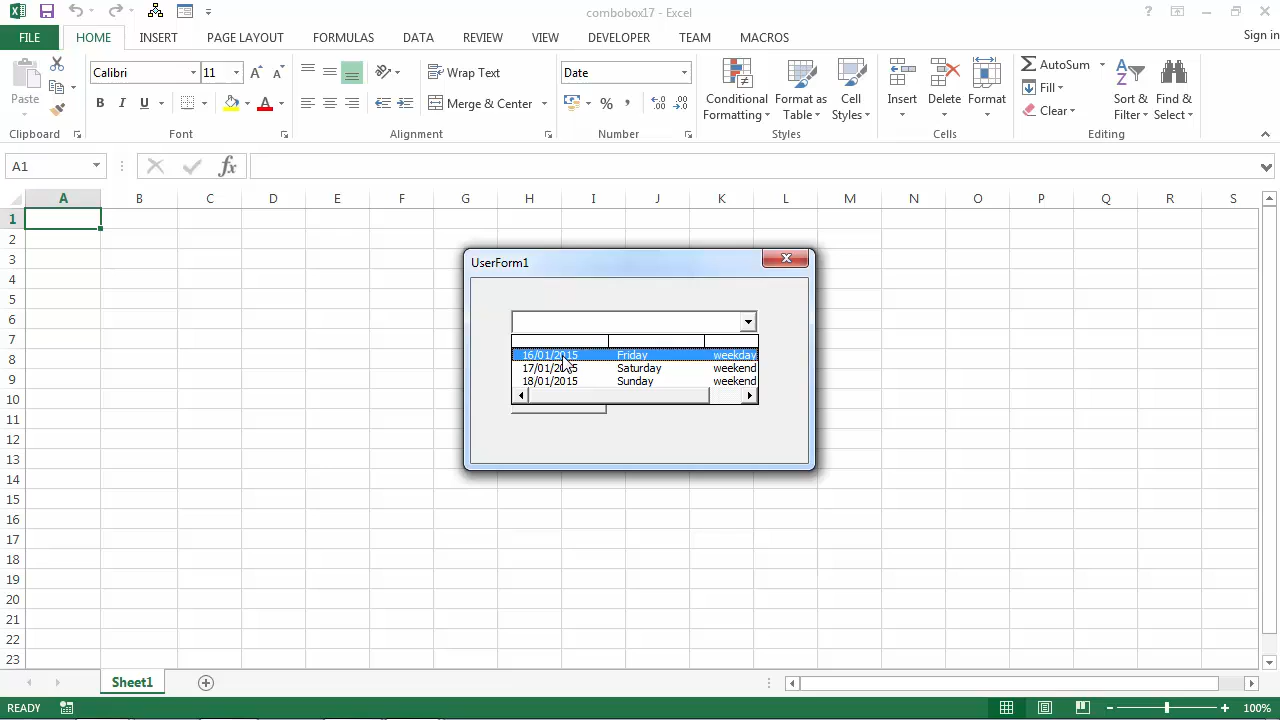 combobox17 - Excel
?
FILE HOME INSERT PAGE LAYOUT FORMULAS DATA REVIEW VIEW DEVELOPER TEAM MACROS Sign in
Paste
Calibri 11
B I U A
Wrap Text
Merge & Center
Date
% ,
Conditional Formatting
Format as Table
Cell Styles
Insert
Delete
Format
AutoSum
Fill
Clear
Sort & Filter
Find & Select
Clipboard Font Alignment Number Styles Cells Editing
A1 fx
A B C D E F G H I J K L M N O P Q R S
1
2
3
4
5
6
7
8
9
10
11
12
13
14
15
16
17
18
19
20
21
22
23
UserForm1
16/01/2015 Friday weekday
17/01/2015 Saturday weekend
18/01/2015 Sunday weekend
Sheet1
READY 100%